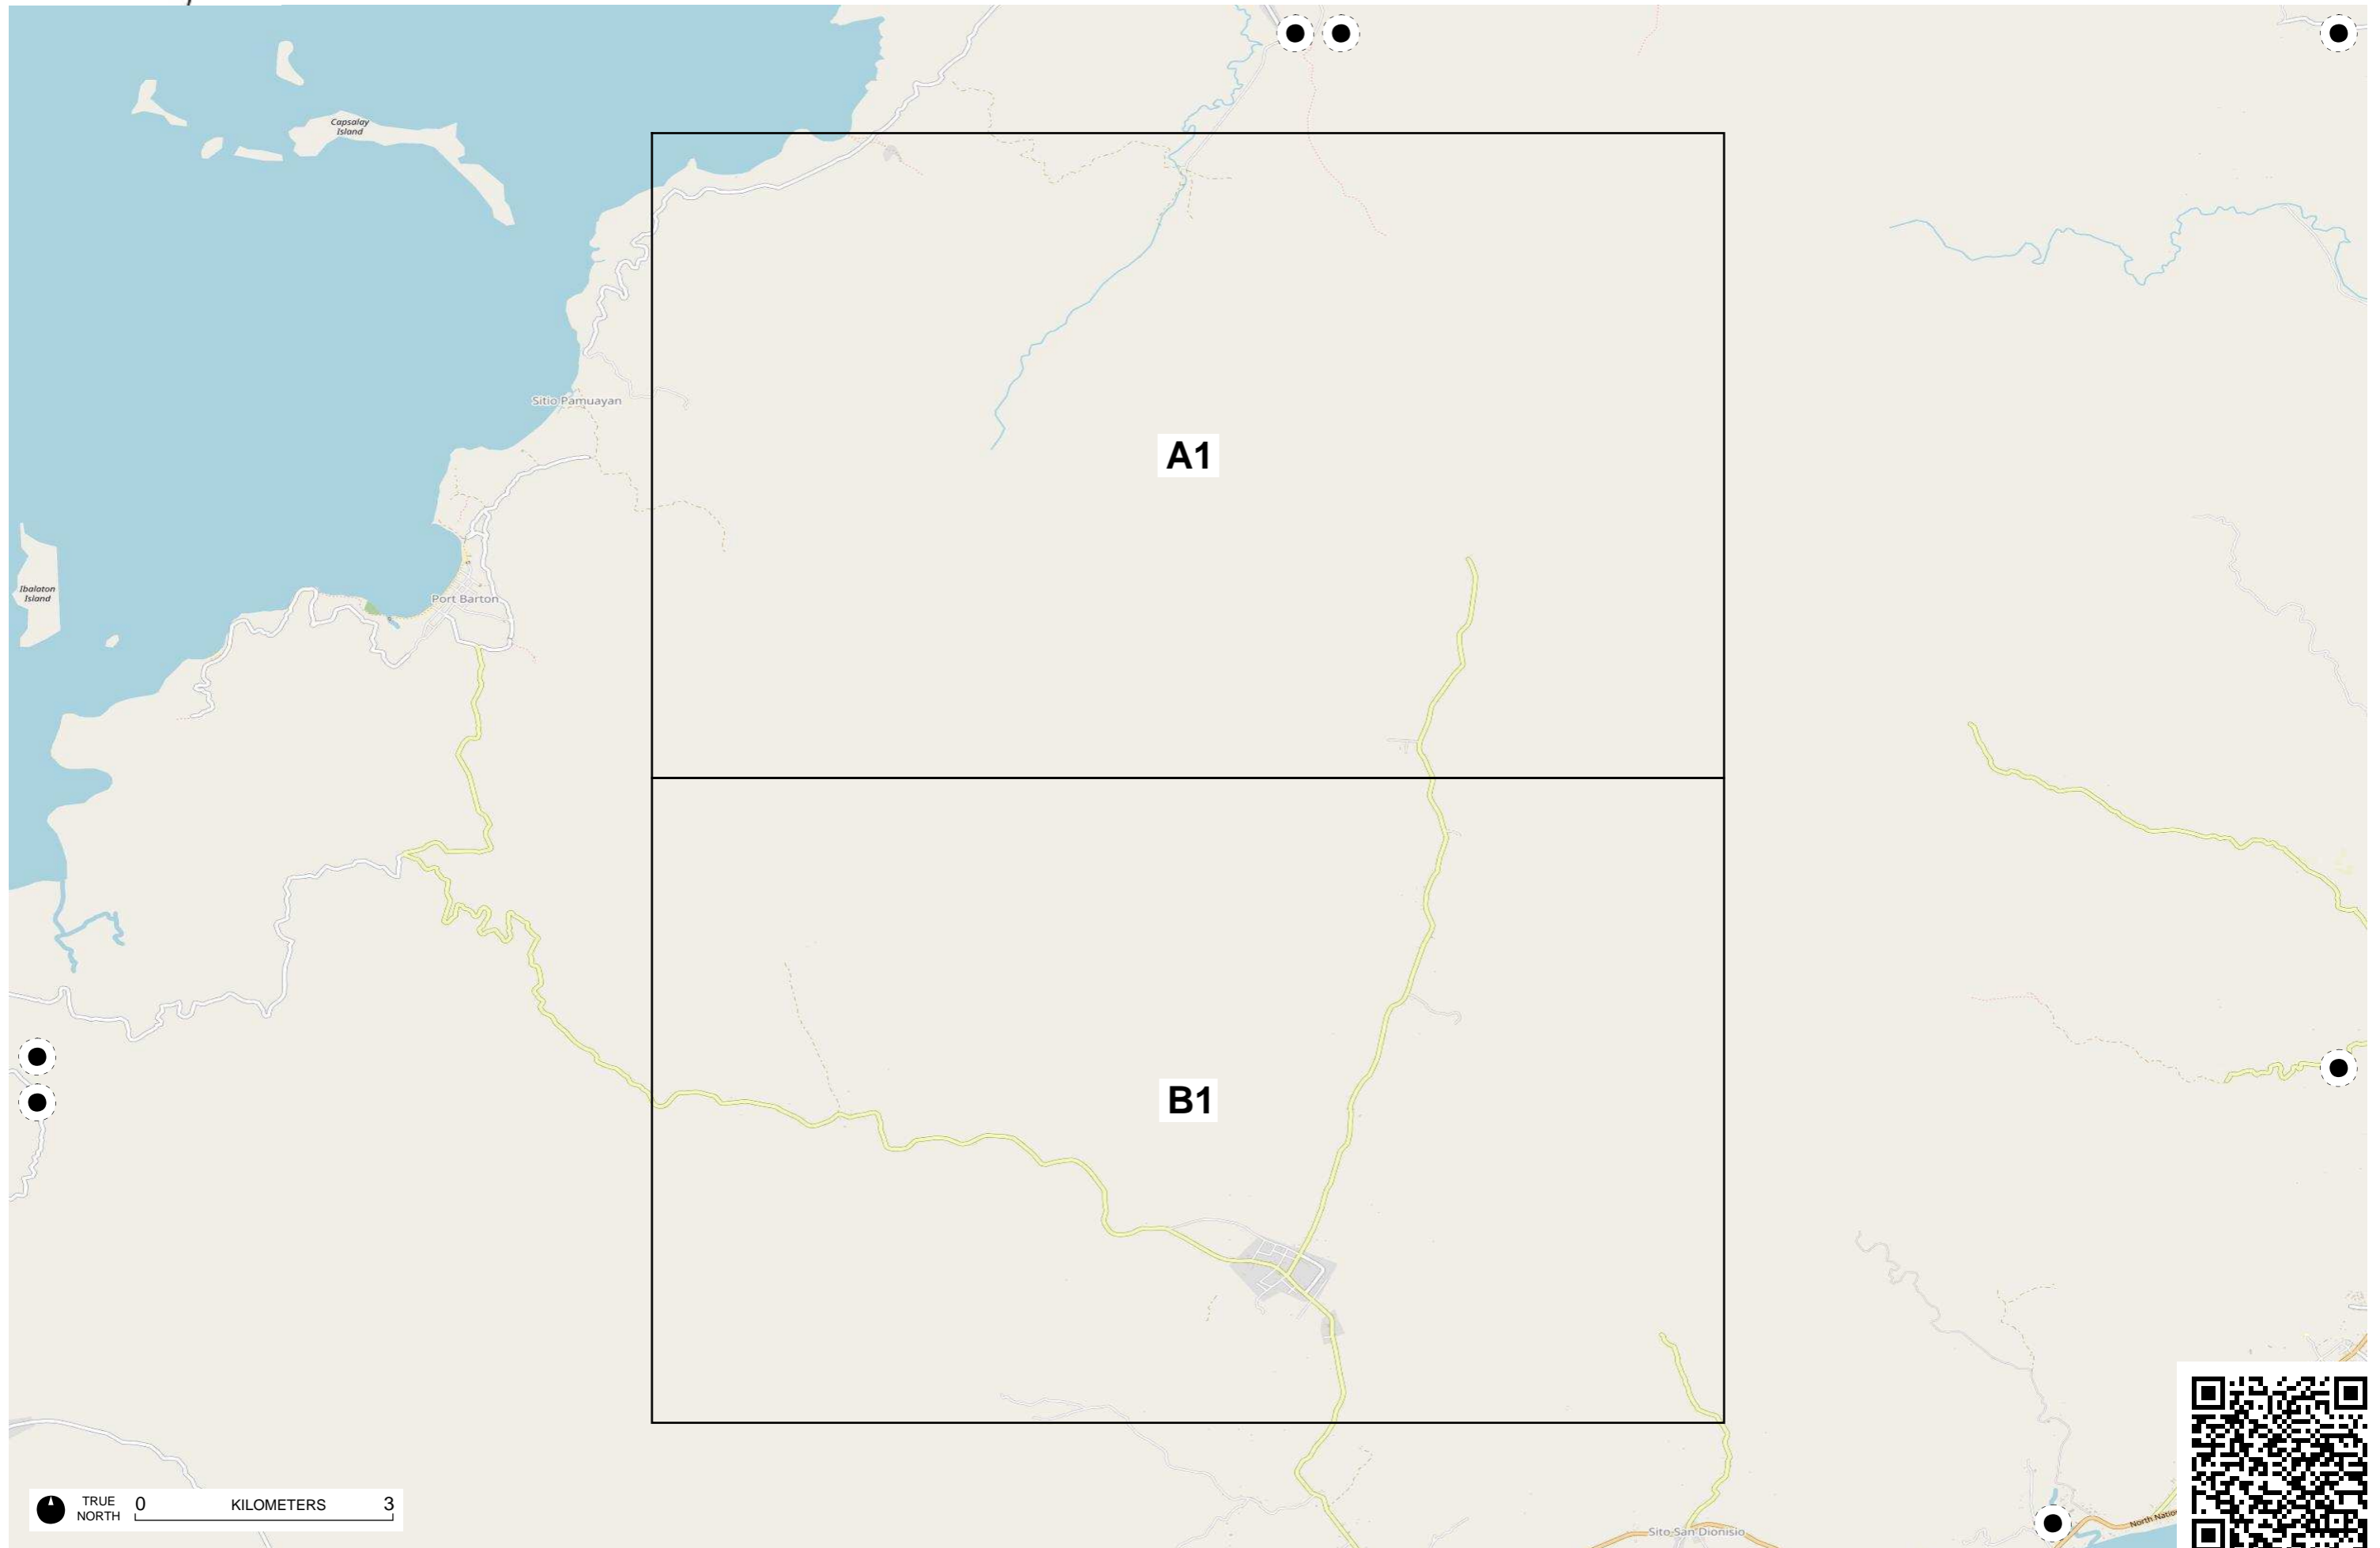 Capsalay
Island
Sitio Pamuayan
A1
Ibalaton
Island
Port Barton
B1
TRUE
NORTH
0
KILOMETERS
3
Sito San Dionisio
North Natio